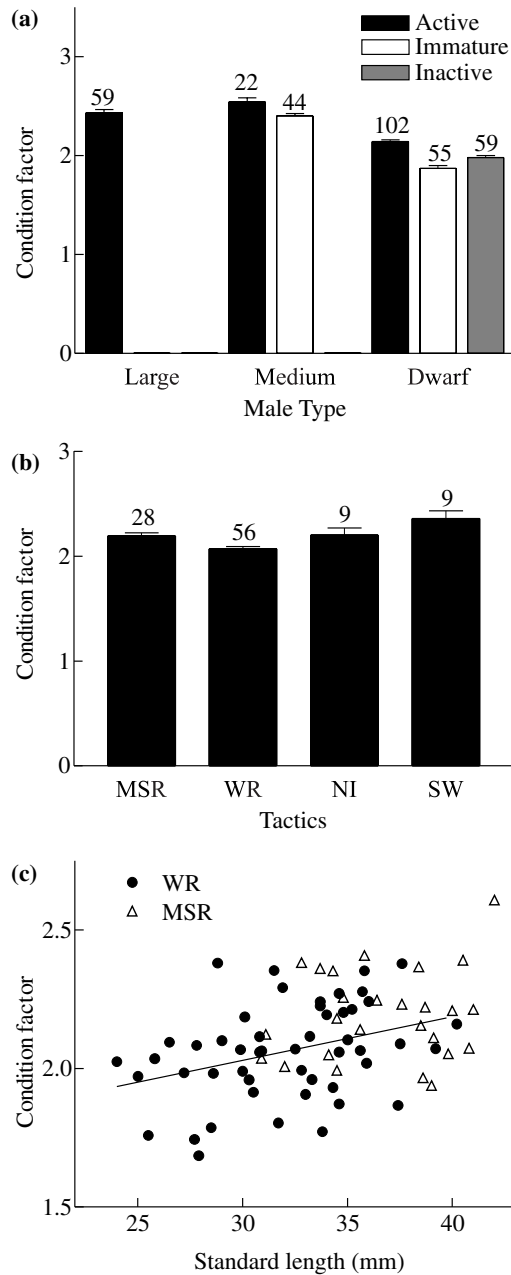 (a)
3
Active
Immature
Inactive
59
22
44
102
55
59
2
1
0
Condition factor
Large Medium Dwarf
Male Type
(b)
3
28
56
9
9
2
1
0
Condition factor
MSR WR NI SW
Tactics
(c)
WR
MSR
2.5
2.0
1.5
Condition factor
25 30 35 40
Standard length (mm)